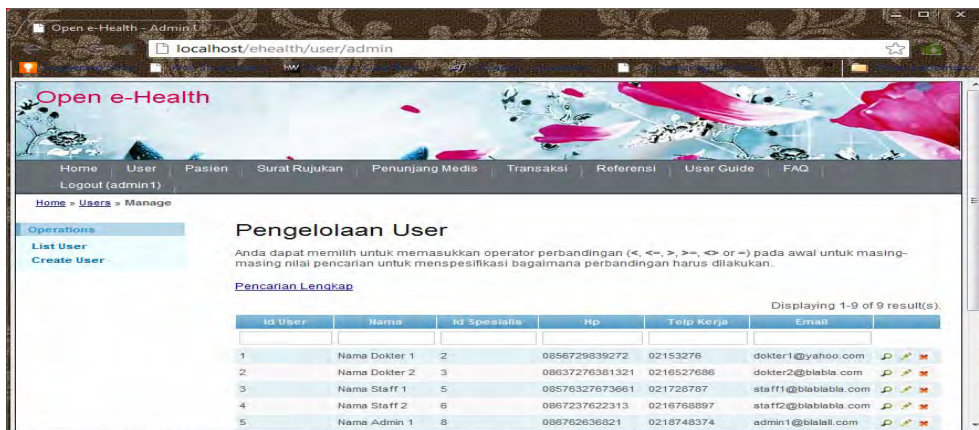 Open e-Health - Admin U
localhost/ehealth/user/admin
Open e-Health
Home User Pasien Surat Rujukan Penunjang Medis Transaksi Referensi User Guide FAQ
Logout (admin1)
Home » Users » Manage
Operations
List User
Create User
Pengelolaan User
Anda dapat memilih untuk memasukkan operator perbandingan (<, <=, >, >=, <> or =) pada awal untuk masing-
masing nilai pencarian untuk menspesifikasi bagaimana perbandingan harus dilakukan.
Pencarian Lengkap
Displaying 1-9 of 9 result(s).
Id User Nama Id Spesialis Hp Telp Kerja Email
1 Nama Dokter 1 2 0856729839272 02153276 dokter1@yahoo.com
2 Nama Dokter 2 3 08637276381321 0216527686 dokter2@blabla.com
3 Nama Staff 1 5 08576327673661 021728787 staff1@blablabla.com
4 Nama Staff 2 6 0867237622313 0216768897 staff2@blablabla.com
5 Nama Admin 1 8 086762636821 0218748374 admin1@blalall.com